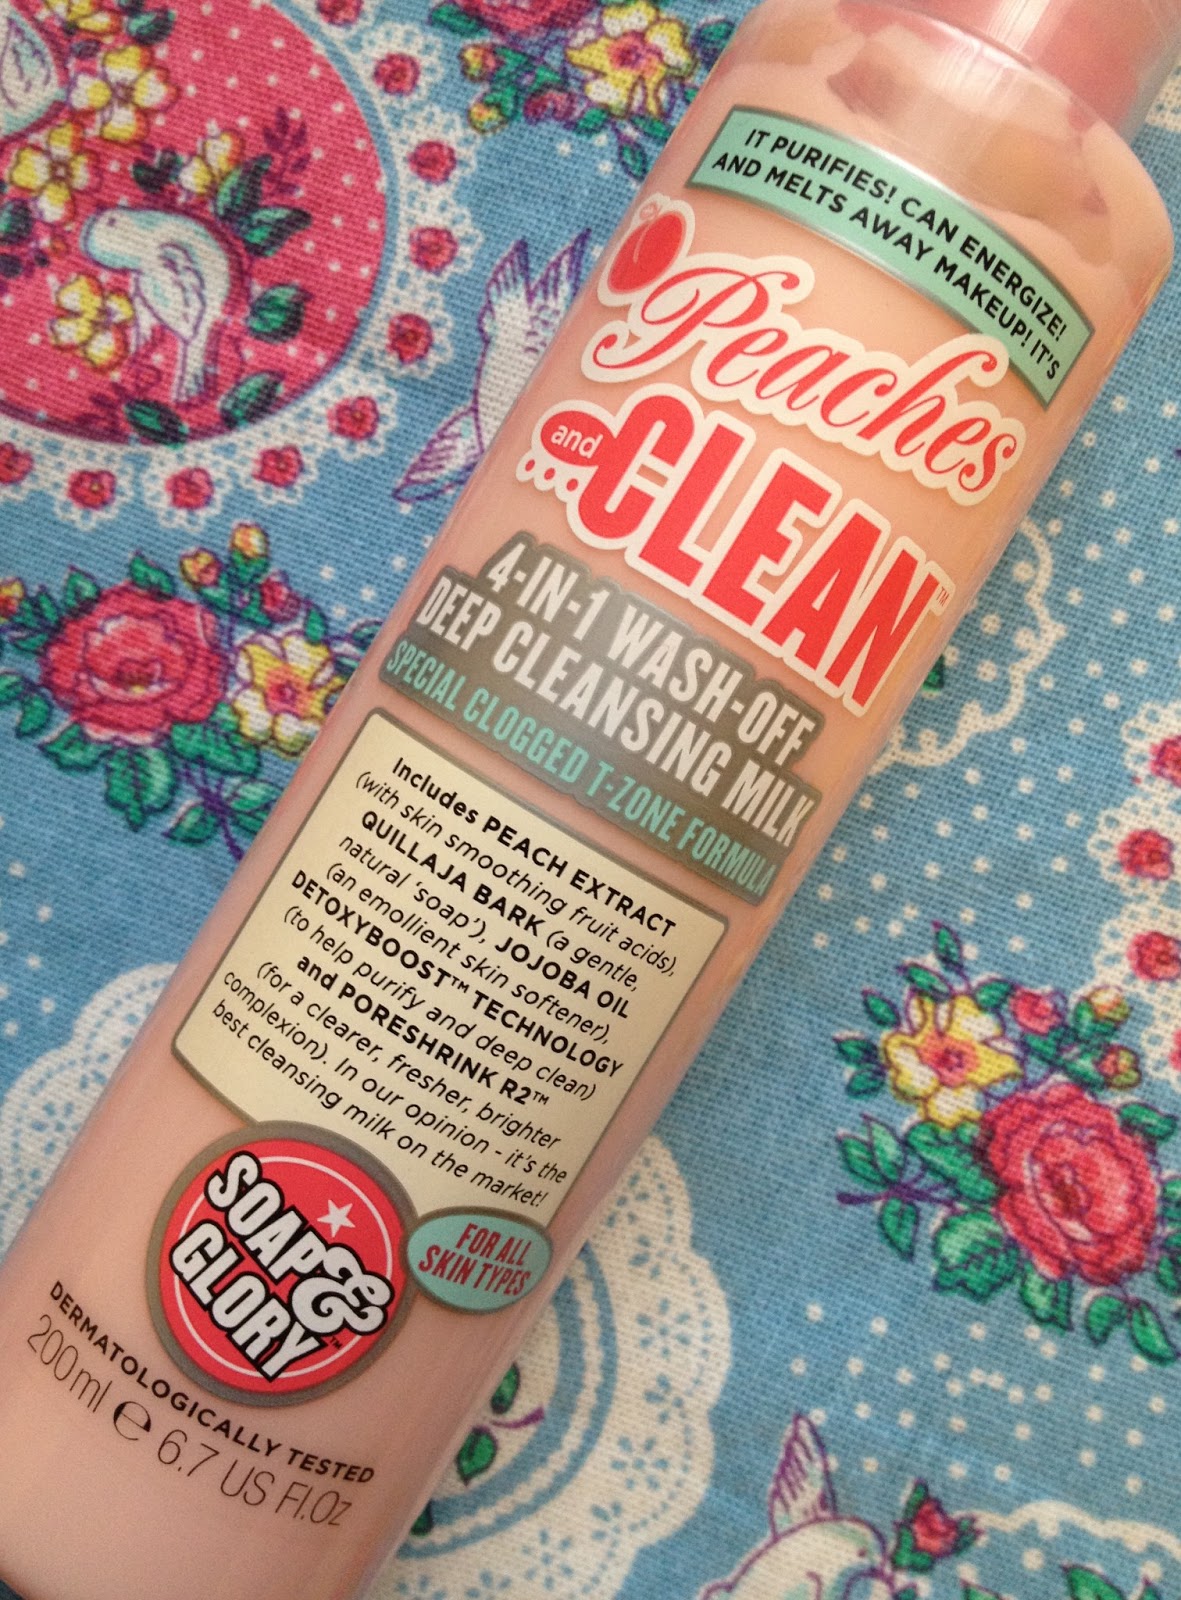 IT PURIFIES! CAN ENERGIZE!
AND MELTS AWAY MAKEUP! IT'S
Peaches
and CLEAN™
4-IN-1 WASH-OFF
DEEP CLEANSING MILK
SPECIAL CLOGGED T-ZONE FORMULA
Includes PEACH EXTRACT
(with skin smoothing fruit acids),
QUILLAJA BARK (a gentle,
natural 'soap'), JOJOBA OIL
(an emollient skin softener),
DETOXYBOOST™ TECHNOLOGY
(to help purify and deep clean)
and PORESHRINK R2™
(for a clearer, fresher, brighter
complexion). In our opinion - it's the
best cleansing milk on the market!
SOAP &
GLORY™
FOR ALL
SKIN TYPES
DERMATOLOGICALLY TESTED
200ml ℮ 6.7 US Fl.Oz